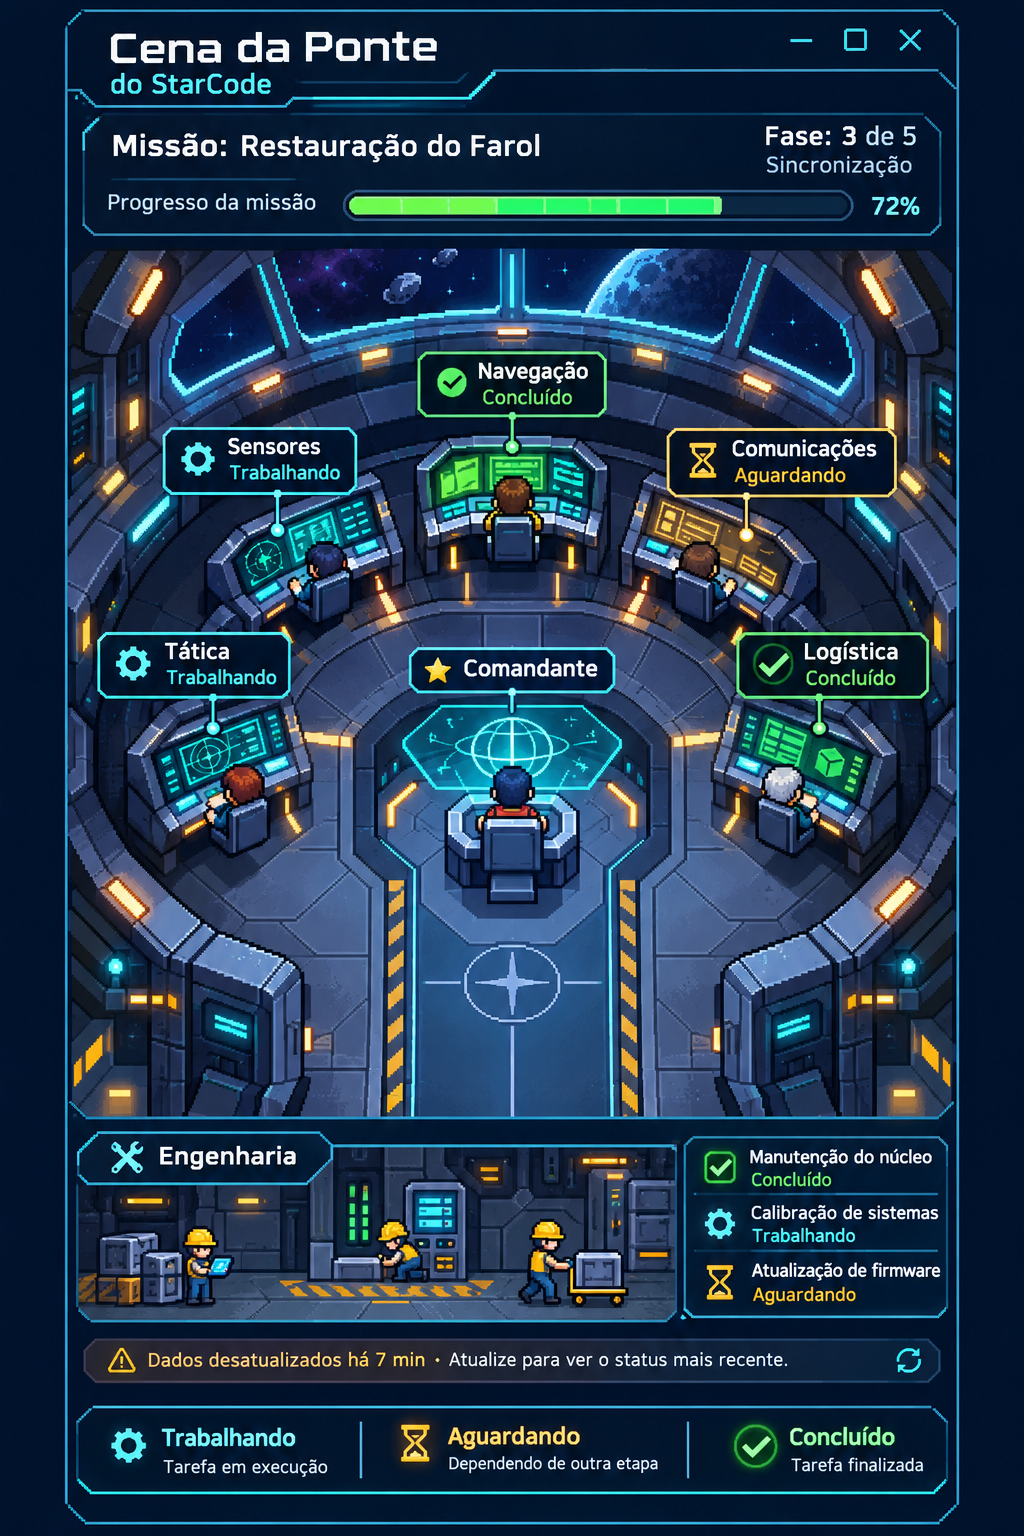 Cena da Ponte
do StarCode
Missão: Restauração do Farol
Fase: 3 de 5
Sincronização
Progresso da missão
72%
Navegação
Concluído
Sensores
Trabalhando
Comunicações
Aguardando
Tática
Trabalhando
Comandante
Logística
Concluído
Engenharia
Manutenção do núcleo
Concluído
Calibração de sistemas
Trabalhando
Atualização de firmware
Aguardando
Dados desatualizados há 7 min • Atualize para ver o status mais recente.
Trabalhando
Tarefa em execução
Aguardando
Dependendo de outra etapa
Concluído
Tarefa finalizada